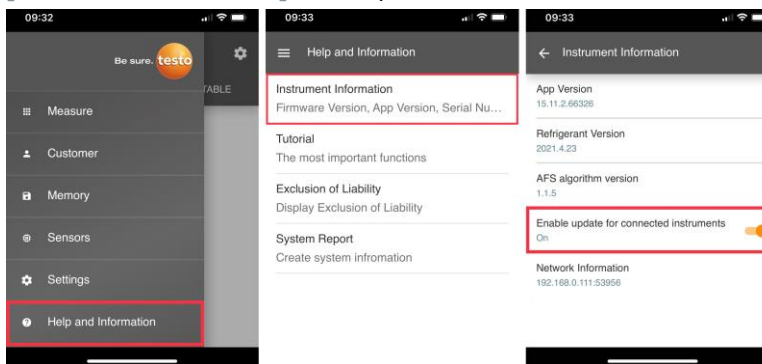 09:32
Be sure. testo
TABLE
Measure
Customer
Memory
Sensors
Settings
Help and Information
09:33
Help and Information
Instrument Information
Firmware Version, App Version, Serial Nu...
Tutorial
The most important functions
Exclusion of Liability
Display Exclusion of Liability
System Report
Create system infromation
09:33
Instrument Information
App Version
15.11.2.66326
Refrigerant Version
2021.4.23
AFS algorithm version
1.1.5
Enable update for connected instruments
On
Network Information
192.168.0.111:53956